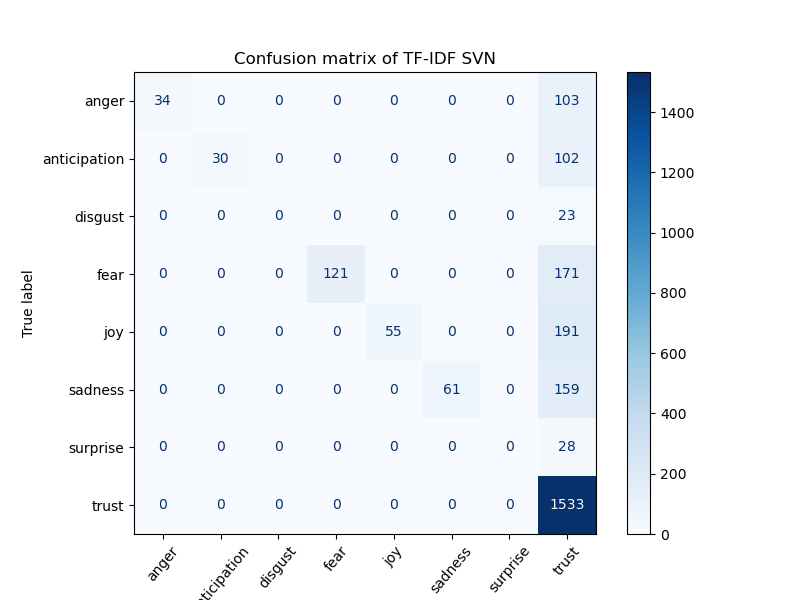 Confusion matrix of TF-IDF SVN
anger 34 0 0 0 0 0 0 103
anticipation 0 30 0 0 0 0 0 102
disgust 0 0 0 0 0 0 0 23
fear 0 0 0 121 0 0 0 171
joy 0 0 0 0 55 0 0 191
sadness 0 0 0 0 0 61 0 159
surprise 0 0 0 0 0 0 0 28
trust 0 0 0 0 0 0 0 1533
True label
anger ticipation disgust fear joy sadness surprise trust
1400
1200
1000
800
600
400
200
0